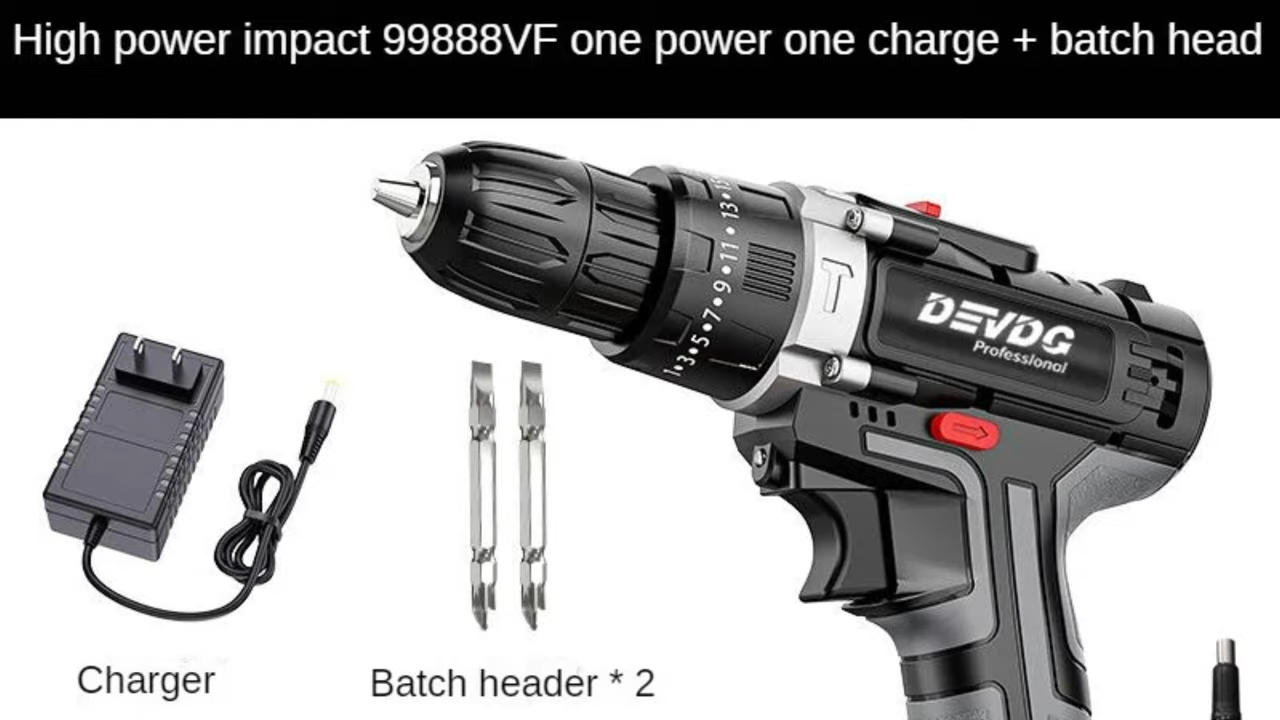 High power impact 99888VF one power one charge + batch head
1•3•5•7•9•11•13•15
DEVDG
Professional
Charger
Batch header * 2